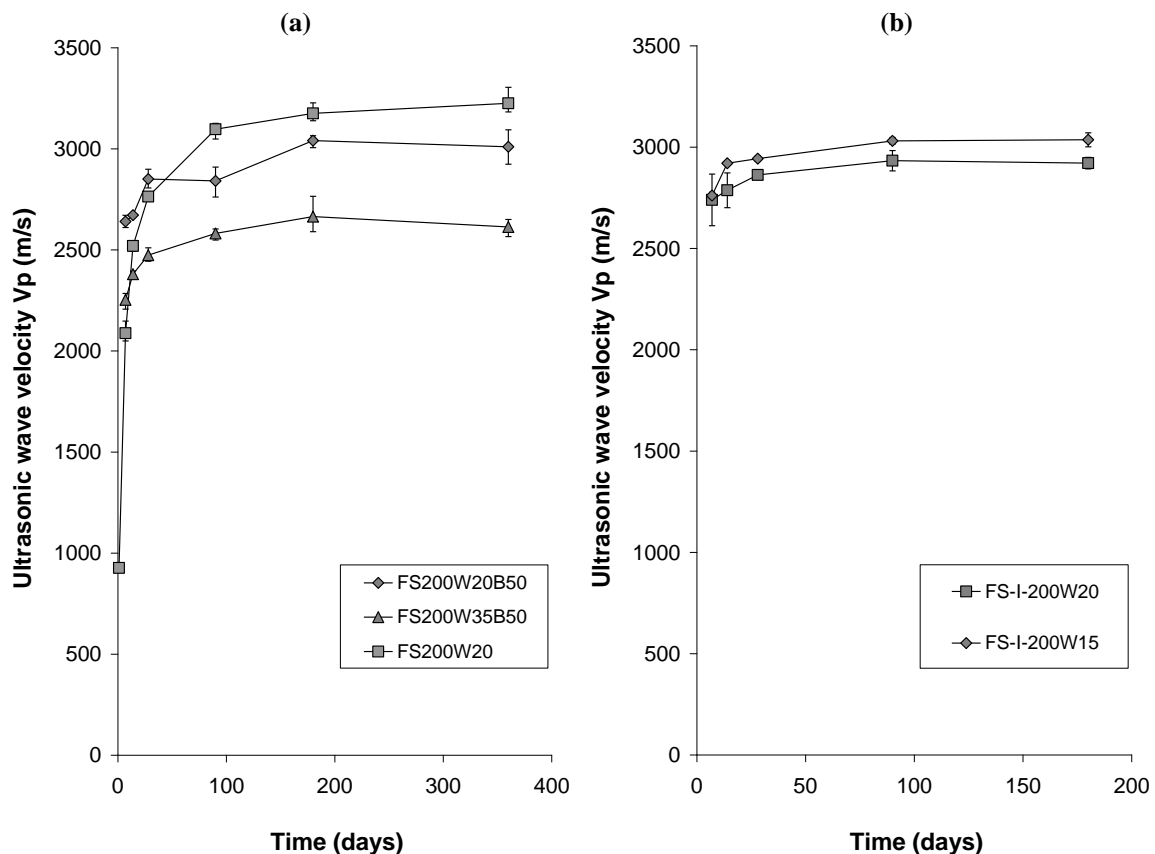 (a)
Ultrasonic wave velocity Vp (m/s)
3500
3000
2500
2000
1500
1000
500
0
FS200W20B50
FS200W35B50
FS200W20
0 100 200 300 400
Time (days)
(b)
Ultrasonic wave velocity Vp (m/s)
3500
3000
2500
2000
1500
1000
500
0
FS-I-200W20
FS-I-200W15
0 50 100 150 200
Time (days)